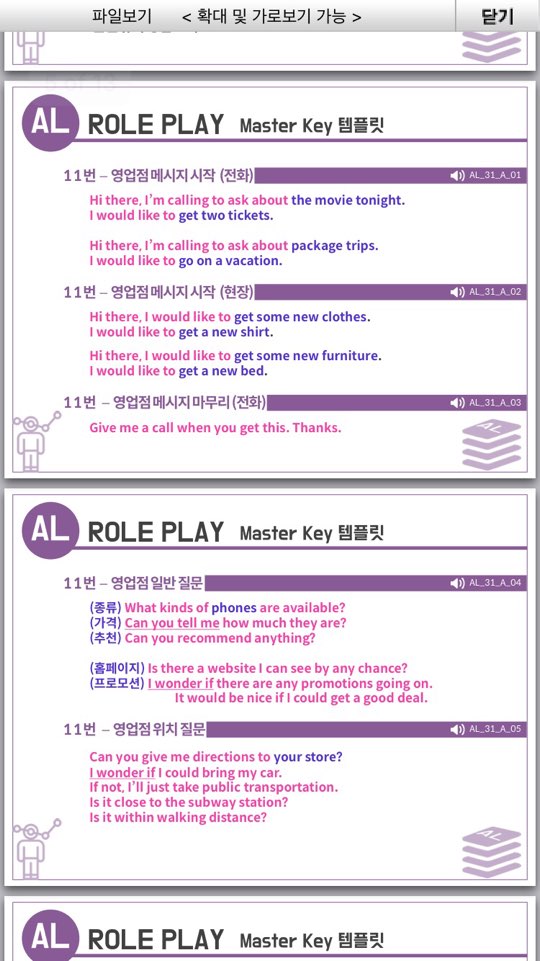 파일보기 < 확대 및 가로보기 가능 > 닫기
AL ROLE PLAY Master Key 템플릿
11번 – 영업점 메시지 시작 (전화) AL_31_A_01
Hi there, I'm calling to ask about the movie tonight.
I would like to get two tickets.
Hi there, I'm calling to ask about package trips.
I would like to go on a vacation.
11번 – 영업점 메시지 시작 (현장) AL_31_A_02
Hi there, I would like to get some new clothes.
I would like to get a new shirt.
Hi there, I would like to get some new furniture.
I would like to get a new bed.
11번 – 영업점 메시지 마무리 (전화) AL_31_A_03
Give me a call when you get this. Thanks.
AL
AL ROLE PLAY Master Key 템플릿
11번 – 영업점 일반 질문 AL_31_A_04
(종류) What kinds of phones are available?
(가격) Can you tell me how much they are?
(추천) Can you recommend anything?
(홈페이지) Is there a website I can see by any chance?
(프로모션) I wonder if there are any promotions going on.
It would be nice if I could get a good deal.
11번 – 영업점 위치 질문 AL_31_A_05
Can you give me directions to your store?
I wonder if I could bring my car.
If not, I'll just take public transportation.
Is it close to the subway station?
Is it within walking distance?
AL
AL ROLE PLAY Master Key 템플릿